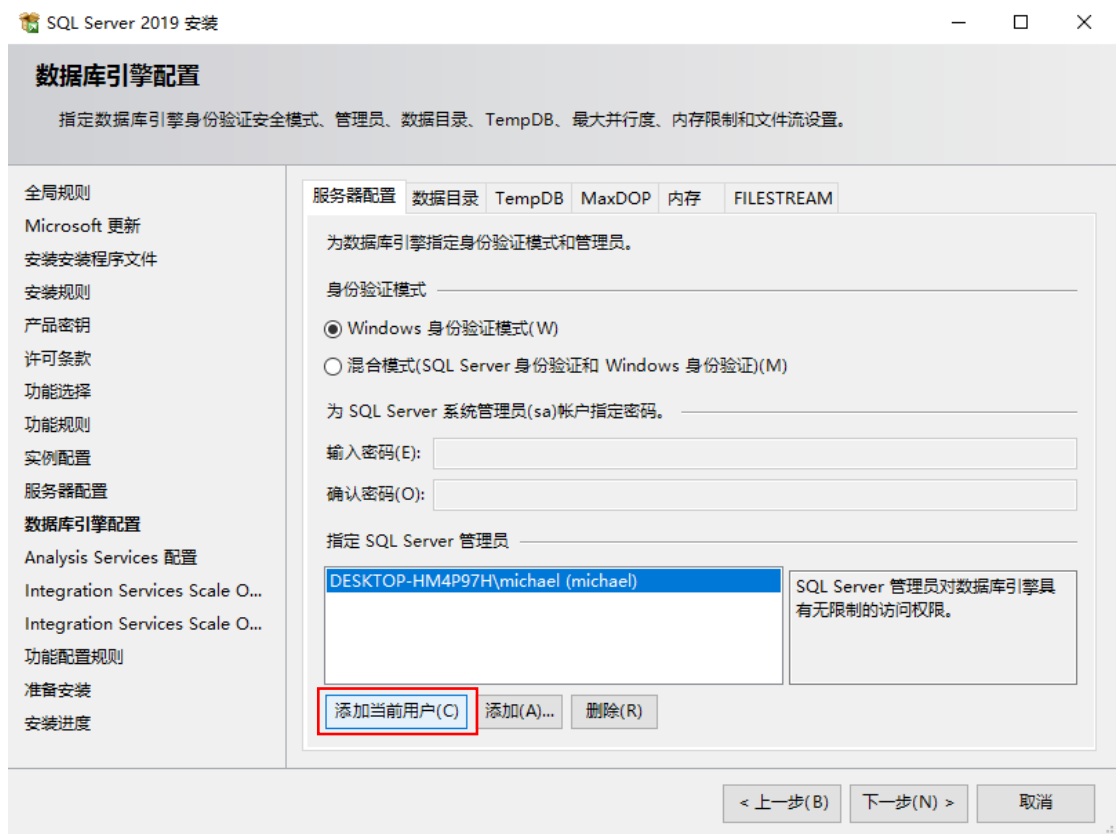 SQL Server 2019 安装
数据库引擎配置
指定数据库引擎身份验证安全模式、管理员、数据目录、TempDB、最大并行度、内存限制和文件流设置。
全局规则
Microsoft 更新
安装安装程序文件
安装规则
产品密钥
许可条款
功能选择
功能规则
实例配置
服务器配置
数据库引擎配置
Analysis Services 配置
Integration Services Scale O...
Integration Services Scale O...
功能配置规则
准备安装
安装进度
服务器配置 数据目录 TempDB MaxDOP 内存 FILESTREAM
为数据库引擎指定身份验证模式和管理员。
身份验证模式
Windows 身份验证模式(W)
混合模式(SQL Server 身份验证和 Windows 身份验证)(M)
为 SQL Server 系统管理员(sa)帐户指定密码。
输入密码(E):
确认密码(O):
指定 SQL Server 管理员
DESKTOP-HM4P97H\michael (michael)
SQL Server 管理员对数据库引擎具
有无限制的访问权限。
添加当前用户(C) 添加(A)... 删除(R)
< 上一步(B) 下一步(N) > 取消